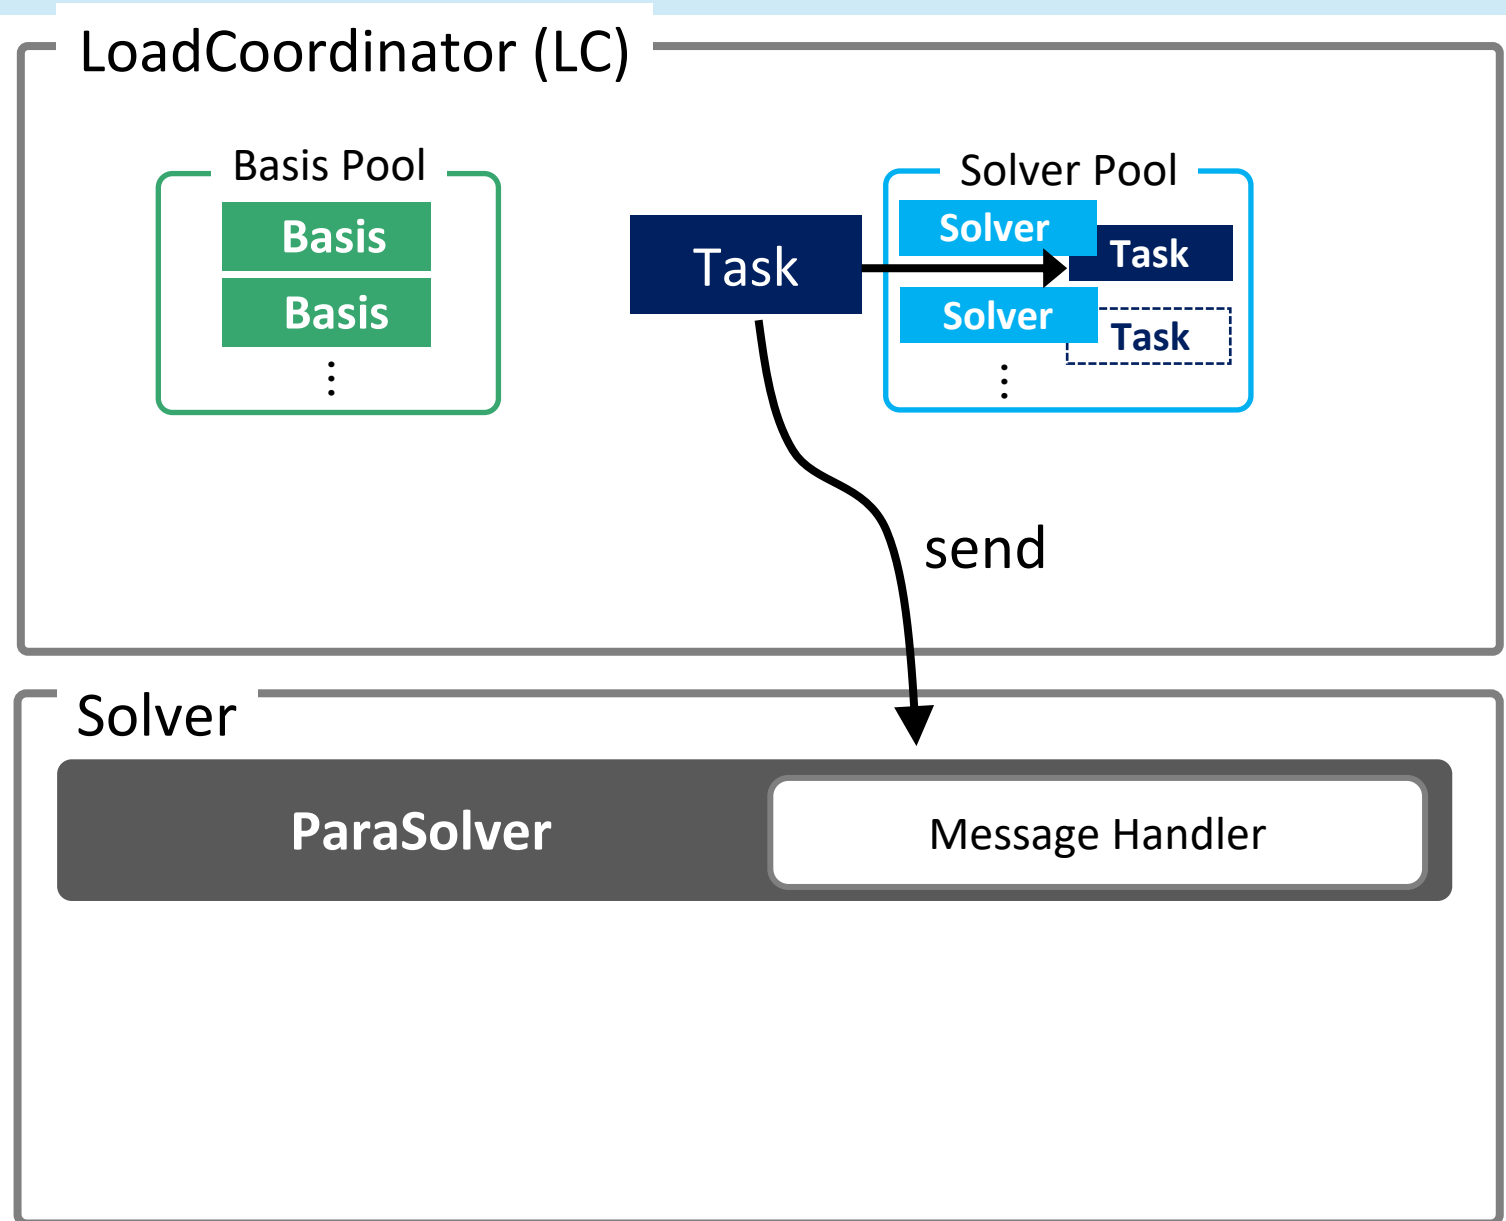 LoadCoordinator (LC)
Basis Pool
Basis
Basis
⋮
Task
Solver Pool
Solver
Task
Solver
Task
⋮
send
Solver
ParaSolver
Message Handler